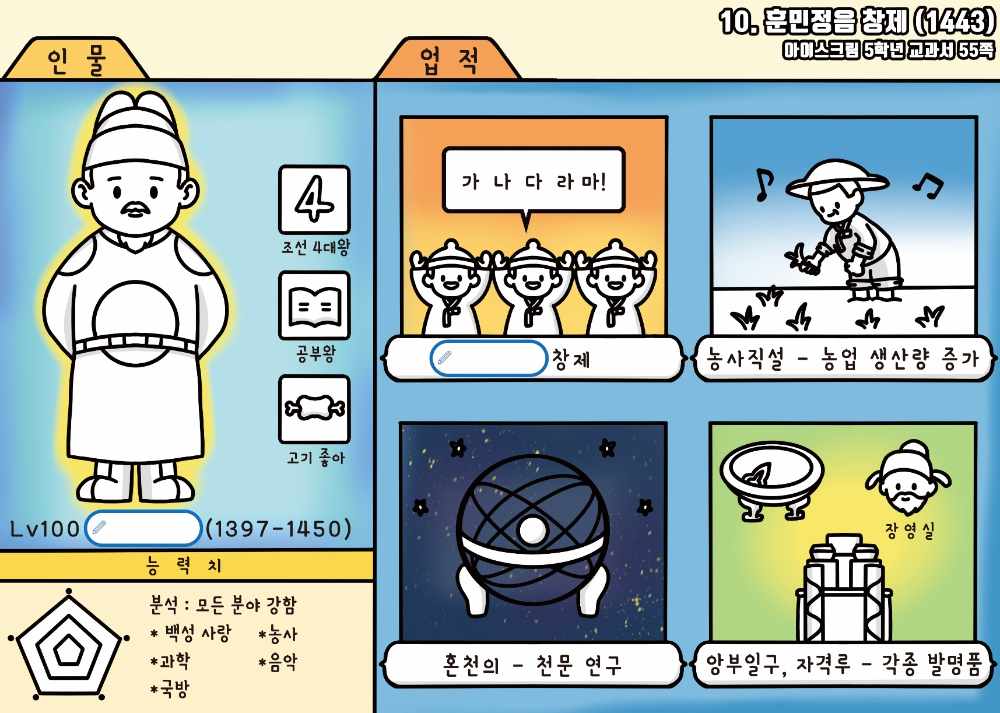 10. 훈민정음 창제 (1443)
아이스크림 5학년 교과서 55쪽
인 물
4
조선 4대왕
공부왕
고기 좋아
Lv100 (1397-1450)
능 력 치
분석 : 모든 분야 강함
* 백성 사랑 *농사
*과학 *음악
*국방
업 적
가 나 다 라 마!
창제
농사직설 - 농업 생산량 증가
혼천의 - 천문 연구
장영실
앙부일구, 자격루 - 각종 발명품